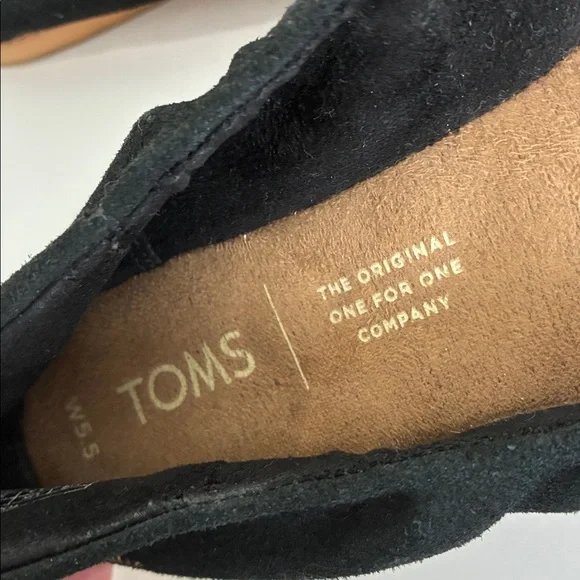 W5.5
TOMS
THE ORIGINAL
ONE FOR ONE
COMPANY